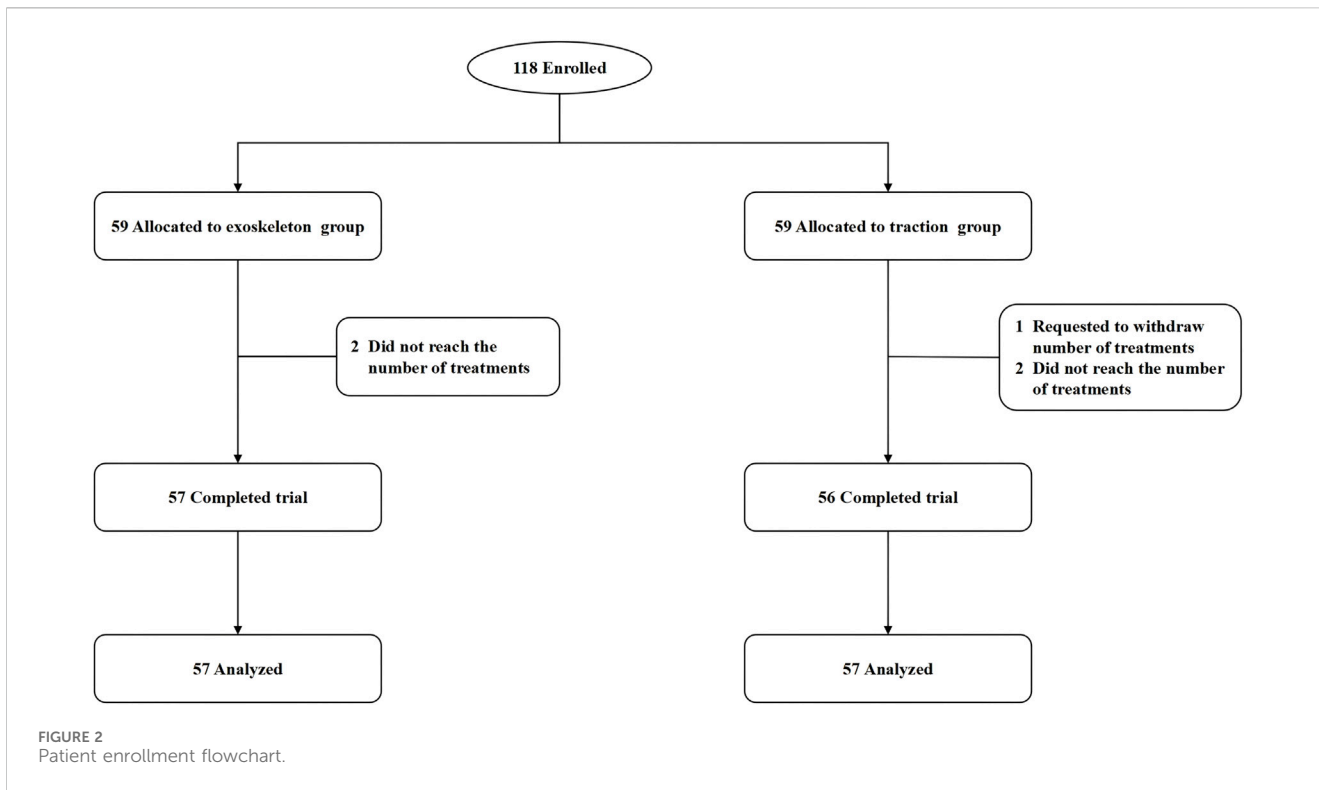 118 Enrolled
59 Allocated to exoskeleton group
59 Allocated to traction group
2 Did not reach the
number of treatments
1 Requested to withdraw
number of treatments
2 Did not reach the number
of treatments
57 Completed trial
56 Completed trial
57 Analyzed
57 Analyzed
FIGURE 2
Patient enrollment flowchart.